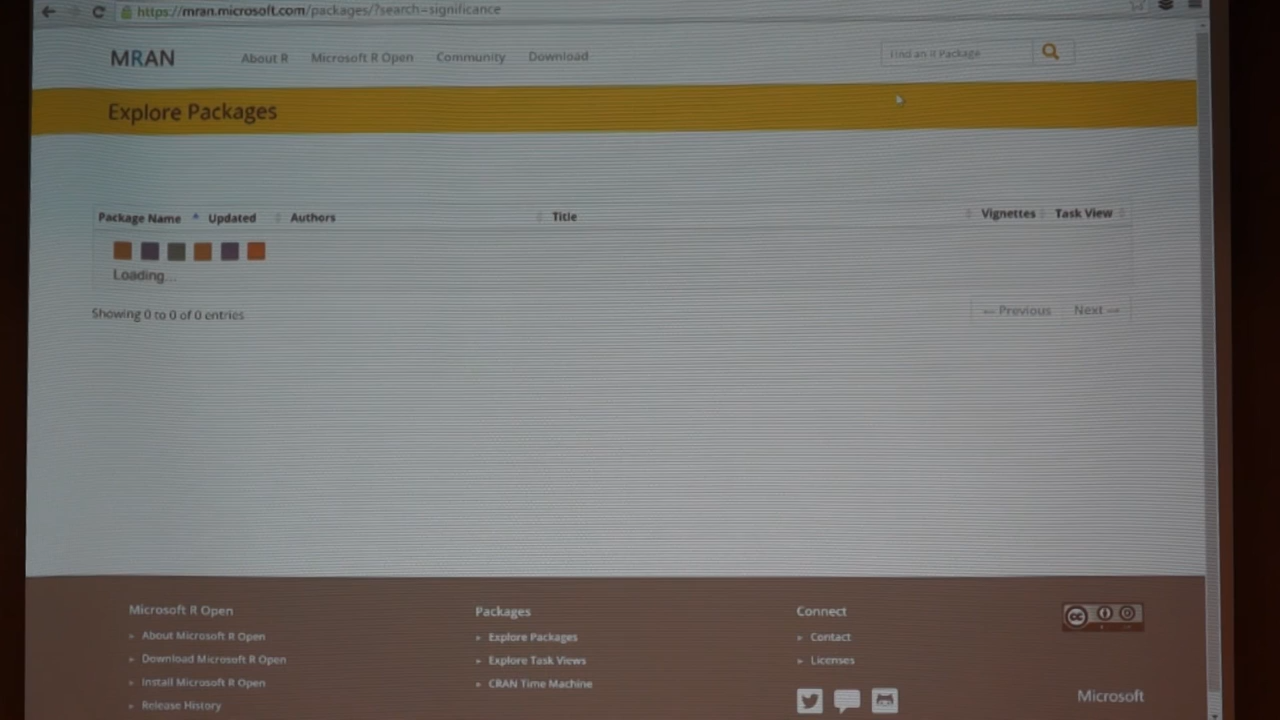 https://mran.microsoft.com/packages/?search=significance
MRAN About R Microsoft R Open Community Download Find an R Package
Explore Packages
Package Name Updated Authors Title Vignettes Task View
Loading...
Showing 0 to 0 of 0 entries
← Previous Next →
Microsoft R Open
About Microsoft R Open
Download Microsoft R Open
Install Microsoft R Open
Release History
Packages
Explore Packages
Explore Task Views
CRAN Time Machine
Connect
Contact
Licenses
cc
Microsoft